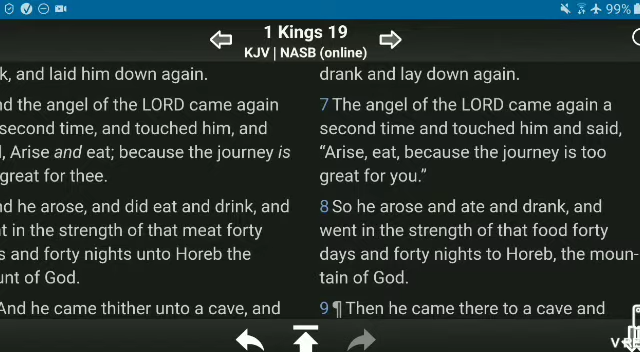 99%
1 Kings 19
KJV | NASB (online)
k, and laid him down again.
nd the angel of the LORD came again
second time, and touched him, and
, Arise and eat; because the journey is
great for thee.
nd he arose, and did eat and drink, and
t in the strength of that meat forty
s and forty nights unto Horeb the
unt of God.
And he came thither unto a cave, and
drank and lay down again.
7 The angel of the LORD came again a
second time and touched him and said,
“Arise, eat, because the journey is too
great for you.”
8 So he arose and ate and drank, and
went in the strength of that food forty
days and forty nights to Horeb, the moun-
tain of God.
9 ¶ Then he came there to a cave and